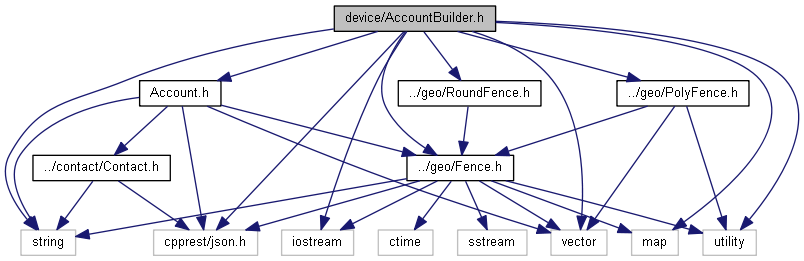 device/AccountBuilder.h
Account.h
../geo/RoundFence.h
../geo/PolyFence.h
../contact/Contact.h
../geo/Fence.h
string
cpprest/json.h
iostream
ctime
sstream
vector
map
utility